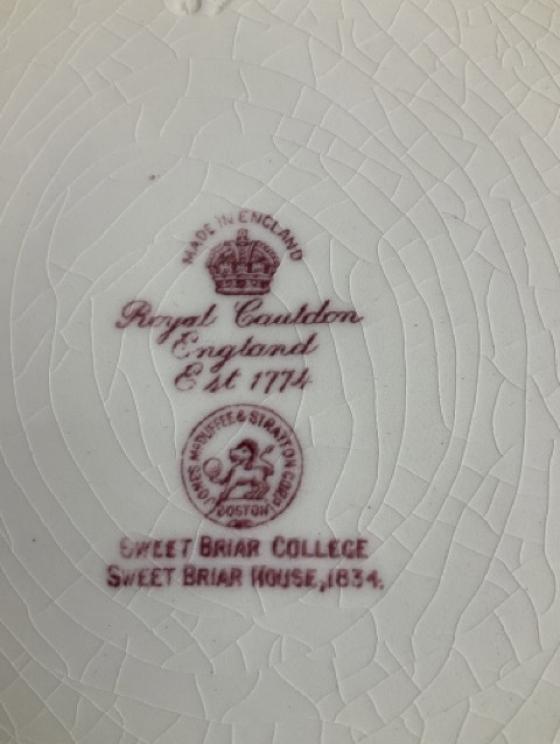 MADE IN ENGLAND
Royal Cauldon
England
Est 1774
JONES McDUFFEE & STRATTON CORP
BOSTON
SWEET BRIAR COLLEGE
SWEET BRIAR HOUSE, 1834.